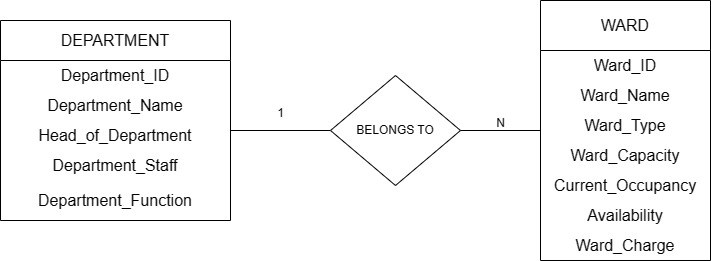 DEPARTMENT
Department_ID
Department_Name
Head_of_Department
Department_Staff
Department_Function
1
BELONGS TO
N
WARD
Ward_ID
Ward_Name
Ward_Type
Ward_Capacity
Current_Occupancy
Availability
Ward_Charge